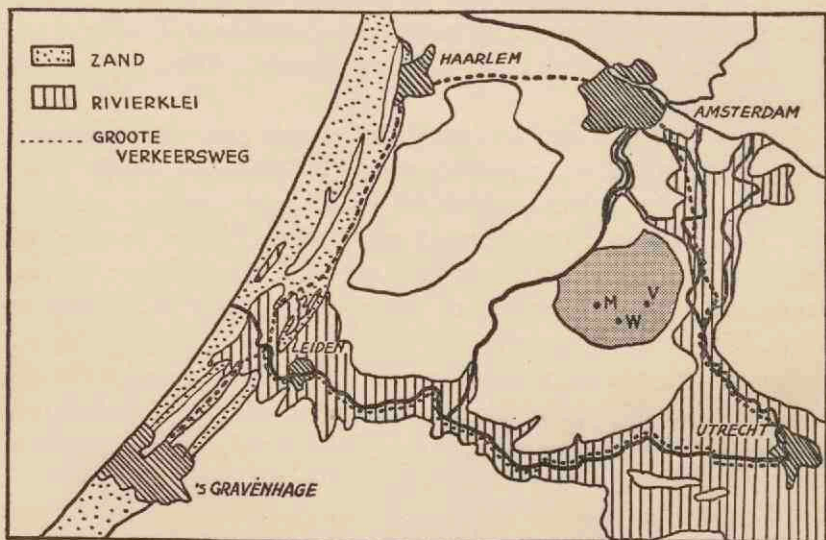 ZAND
RIVIERKLEI
GROOTE
VERKEERSWEG
HAARLEM
AMSTERDAM
M
V
W
LEIDEN
UTRECHT
'S GRAVENHAGE